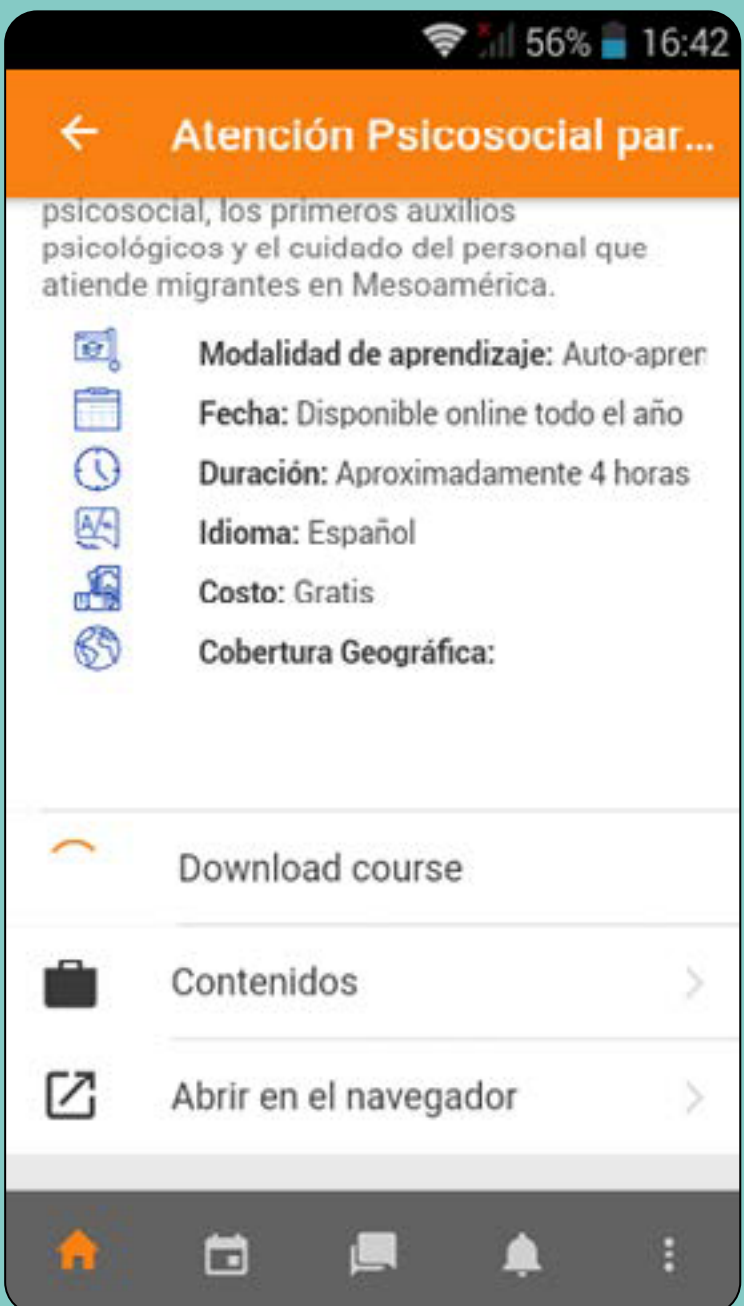 56% 16:42
Atención Psicosocial par...
psicosocial, los primeros auxilios
psicológicos y el cuidado del personal que
atiende migrantes en Mesoamérica.
Modalidad de aprendizaje: Auto-apren
Fecha: Disponible online todo el año
Duración: Aproximadamente 4 horas
Idioma: Español
Costo: Gratis
Cobertura Geográfica:
Download course
Contenidos
Abrir en el navegador